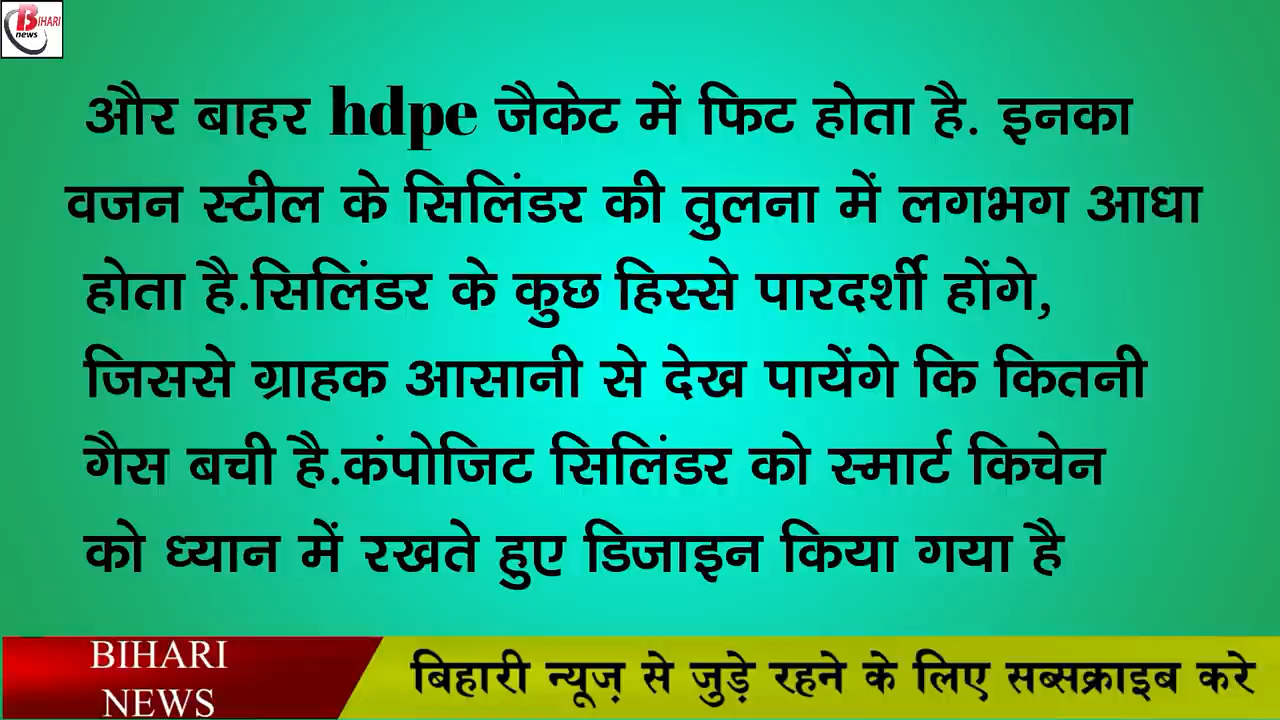 BIHARI
news
और बाहर hdpe जैकेट में फिट होता है. इनका
वजन स्टील के सिलिंडर की तुलना में लगभग आधा
होता है.सिलिंडर के कुछ हिस्से पारदर्शी होंगे,
जिससे ग्राहक आसानी से देख पायेंगे कि कितनी
गैस बची है.कंपोजिट सिलिंडर को स्मार्ट किचेन
को ध्यान में रखते हुए डिजाइन किया गया है
BIHARI
NEWS
बिहारी न्यूज़ से जुड़े रहने के लिए सब्सक्राइब करे